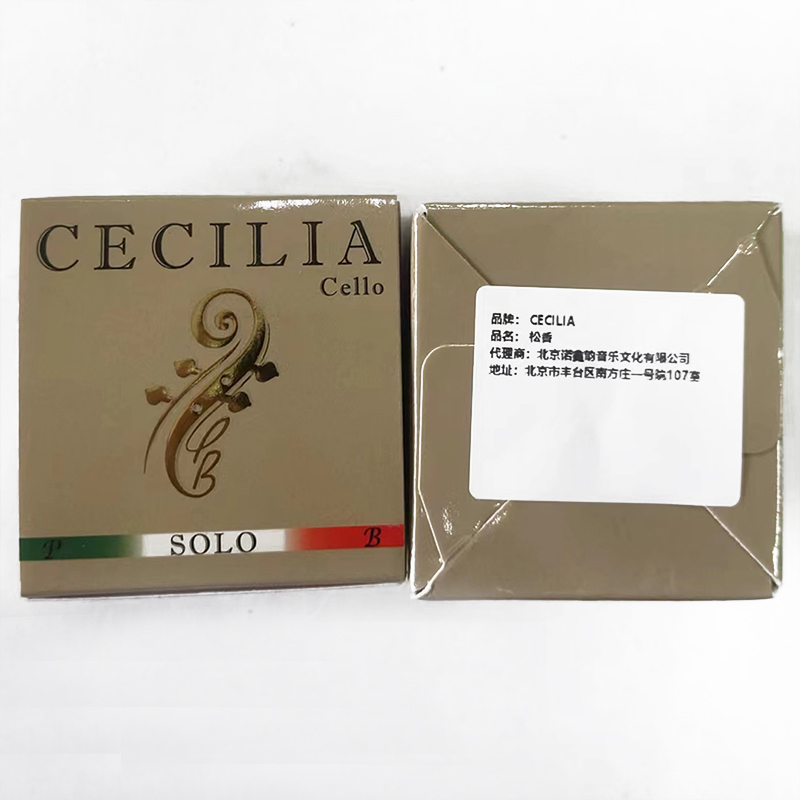 CECILIA
Cello
P SOLO B
品牌: CECILIA
品名: 松香
代理商: 北京诺鑫韵音乐文化有限公司
地址: 北京市丰台区南方庄一号院107室